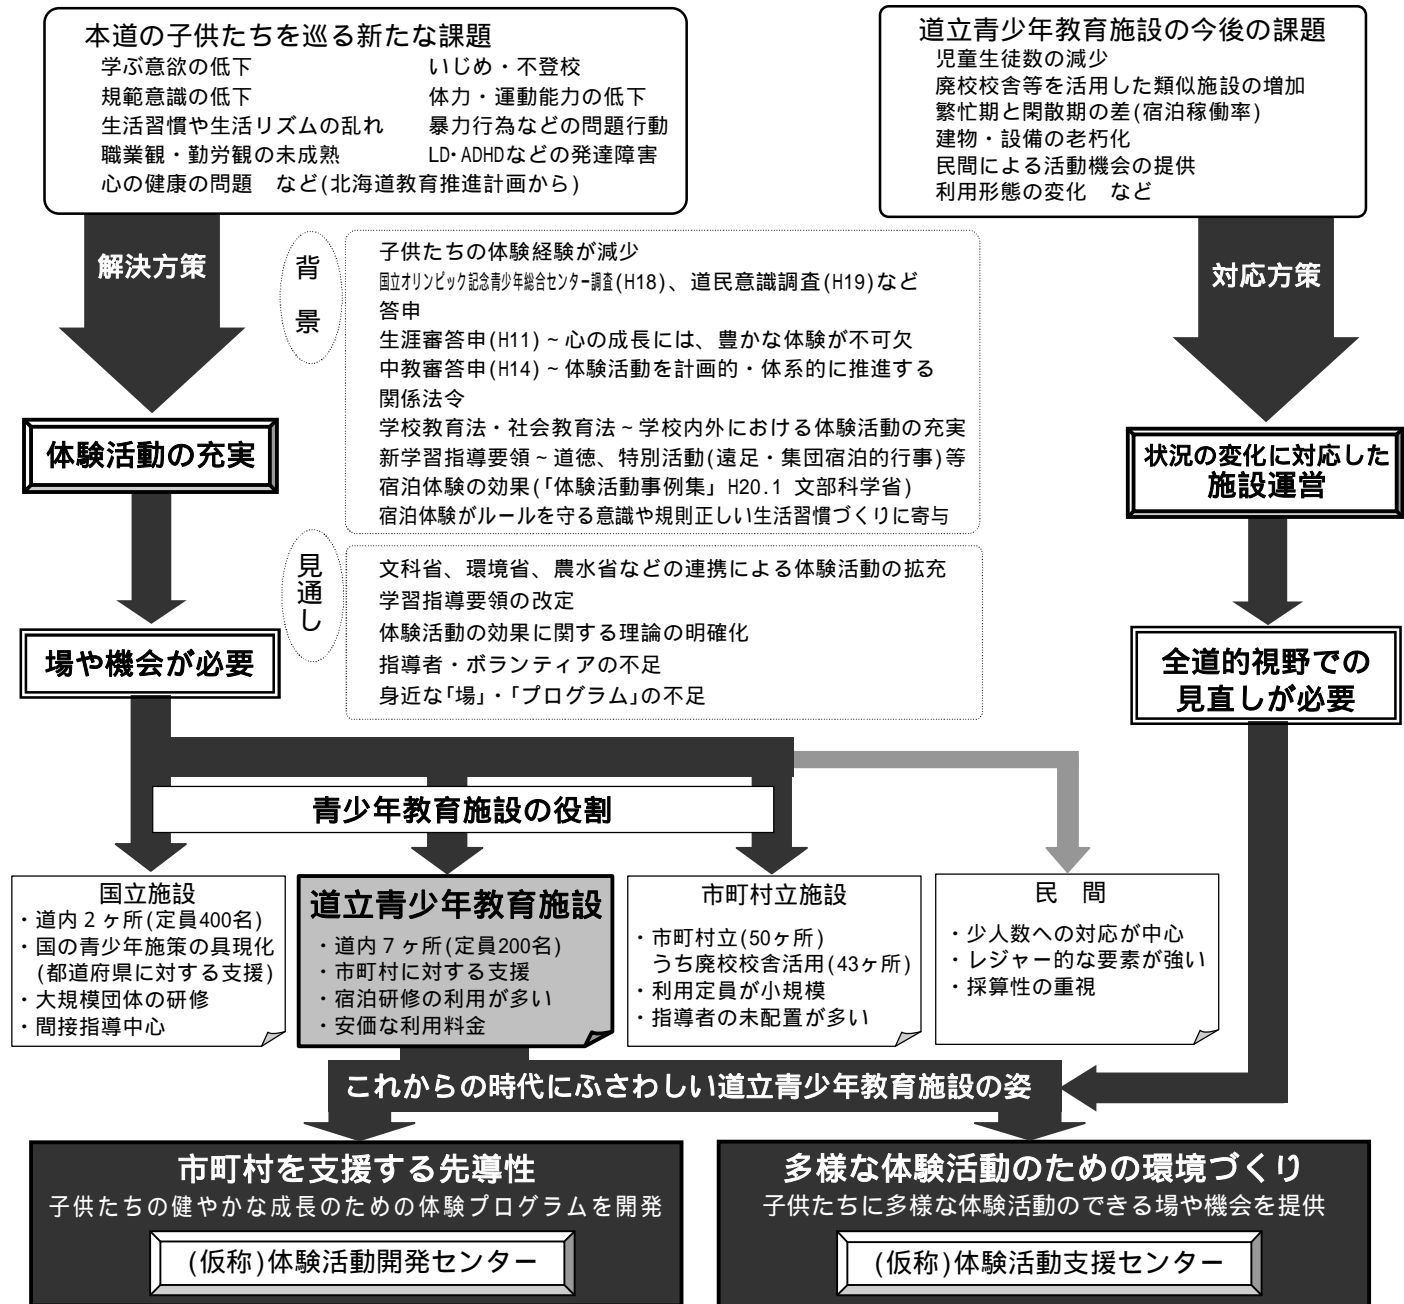 本道の子供たちを巡る新たな課題
学ぶ意欲の低下
いじめ・不登校
規範意識の低下
体力・運動能力の低下
生活習慣や生活リズムの乱れ
暴力行為などの問題行動
職業観・勤労観の未成熟
LD・ADHDなどの発達障害
心の健康の問題　など(北海道教育推進計画から)
道立青少年教育施設の今後の課題
児童生徒数の減少
廃校校舎等を活用した類似施設の増加
繁忙期と閑散期の差(宿泊稼働率)
建物・設備の老朽化
民間による活動機会の提供
利用形態の変化　など
解決方策
背景
子供たちの体験経験が減少
国立オリンピック記念青少年総合センター調査(H18)、道民意識調査(H19)など
答申
生涯審答申(H11)～心の成長には、豊かな体験が不可欠
中教審答申(H14)～体験活動を計画的・体系的に推進する
関係法令
学校教育法・社会教育法～学校内外における体験活動の充実
新学習指導要領～道徳、特別活動(遠足・集団宿泊的行事)等
宿泊体験の効果(「体験活動事例集」H20.1 文部科学省)
宿泊体験がルールを守る意識や規則正しい生活習慣づくりに寄与
対応方策
体験活動の充実
状況の変化に対応した
施設運営
見通し
文科省、環境省、農水省などの連携による体験活動の拡充
学習指導要領の改定
体験活動の効果に関する理論の明確化
指導者・ボランティアの不足
身近な「場」・「プログラム」の不足
場や機会が必要
全道的視野での
見直しが必要
青少年教育施設の役割
国立施設
・道内２ヶ所(定員400名)
・国の青少年施策の具現化
(都道府県に対する支援)
・大規模団体の研修
・間接指導中心
道立青少年教育施設
・道内７ヶ所(定員200名)
・市町村に対する支援
・宿泊研修の利用が多い
・安価な利用料金
市町村立施設
・市町村立(50ヶ所)
うち廃校校舎活用(43ヶ所)
・利用定員が小規模
・指導者の未配置が多い
民　間
・少人数への対応が中心
・レジャー的な要素が強い
・採算性の重視
これからの時代にふさわしい道立青少年教育施設の姿
市町村を支援する先導性
子供たちの健やかな成長のための体験プログラムを開発
(仮称)体験活動開発センター
多様な体験活動のための環境づくり
子供たちに多様な体験活動のできる場や機会を提供
(仮称)体験活動支援センター